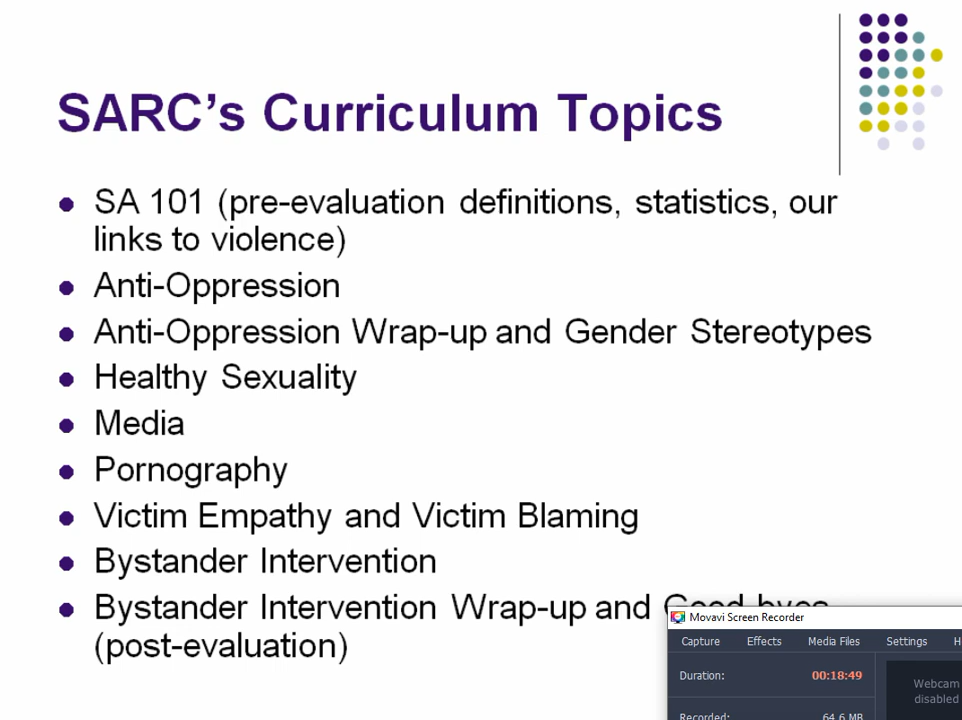 SARC's Curriculum Topics
SA 101 (pre-evaluation definitions, statistics, our
links to violence)
Anti-Oppression
Anti-Oppression Wrap-up and Gender Stereotypes
Healthy Sexuality
Media
Pornography
Victim Empathy and Victim Blaming
Bystander Intervention
Bystander Intervention Wrap-up and Good-byes
(post-evaluation)
Movavi Screen Recorder
Capture Effects Media Files Settings
Duration: 00:18:49
Webcam
disabled
Recorded: 64.6 MB